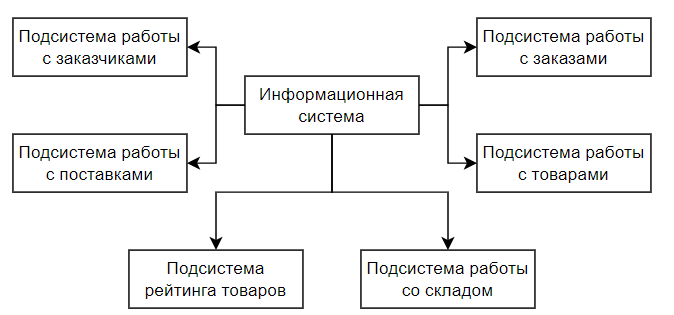 Подсистема работы
с заказчиками
Подсистема работы
с заказами
Информационная
система
Подсистема работы
с поставками
Подсистема работы
с товарами
Подсистема
рейтинга товаров
Подсистема работы
со складом